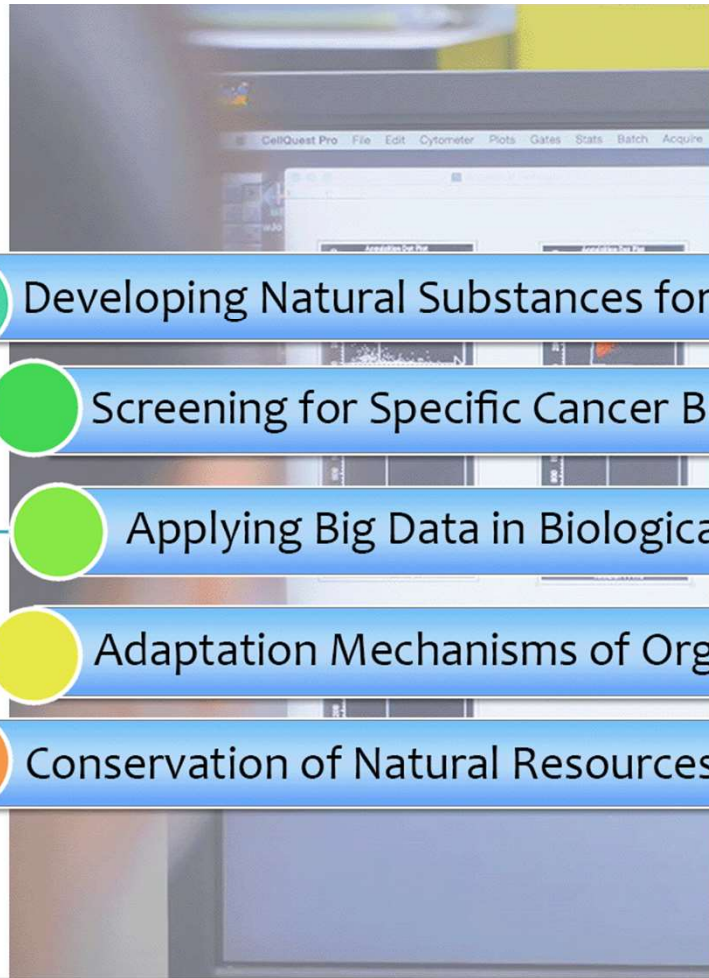 CellQuest Pro File Edit Cytometer Plots Gates Stats Batch Acquire
Developing Natural Substances for
Screening for Specific Cancer B
Applying Big Data in Biologica
Adaptation Mechanisms of Org
Conservation of Natural Resources